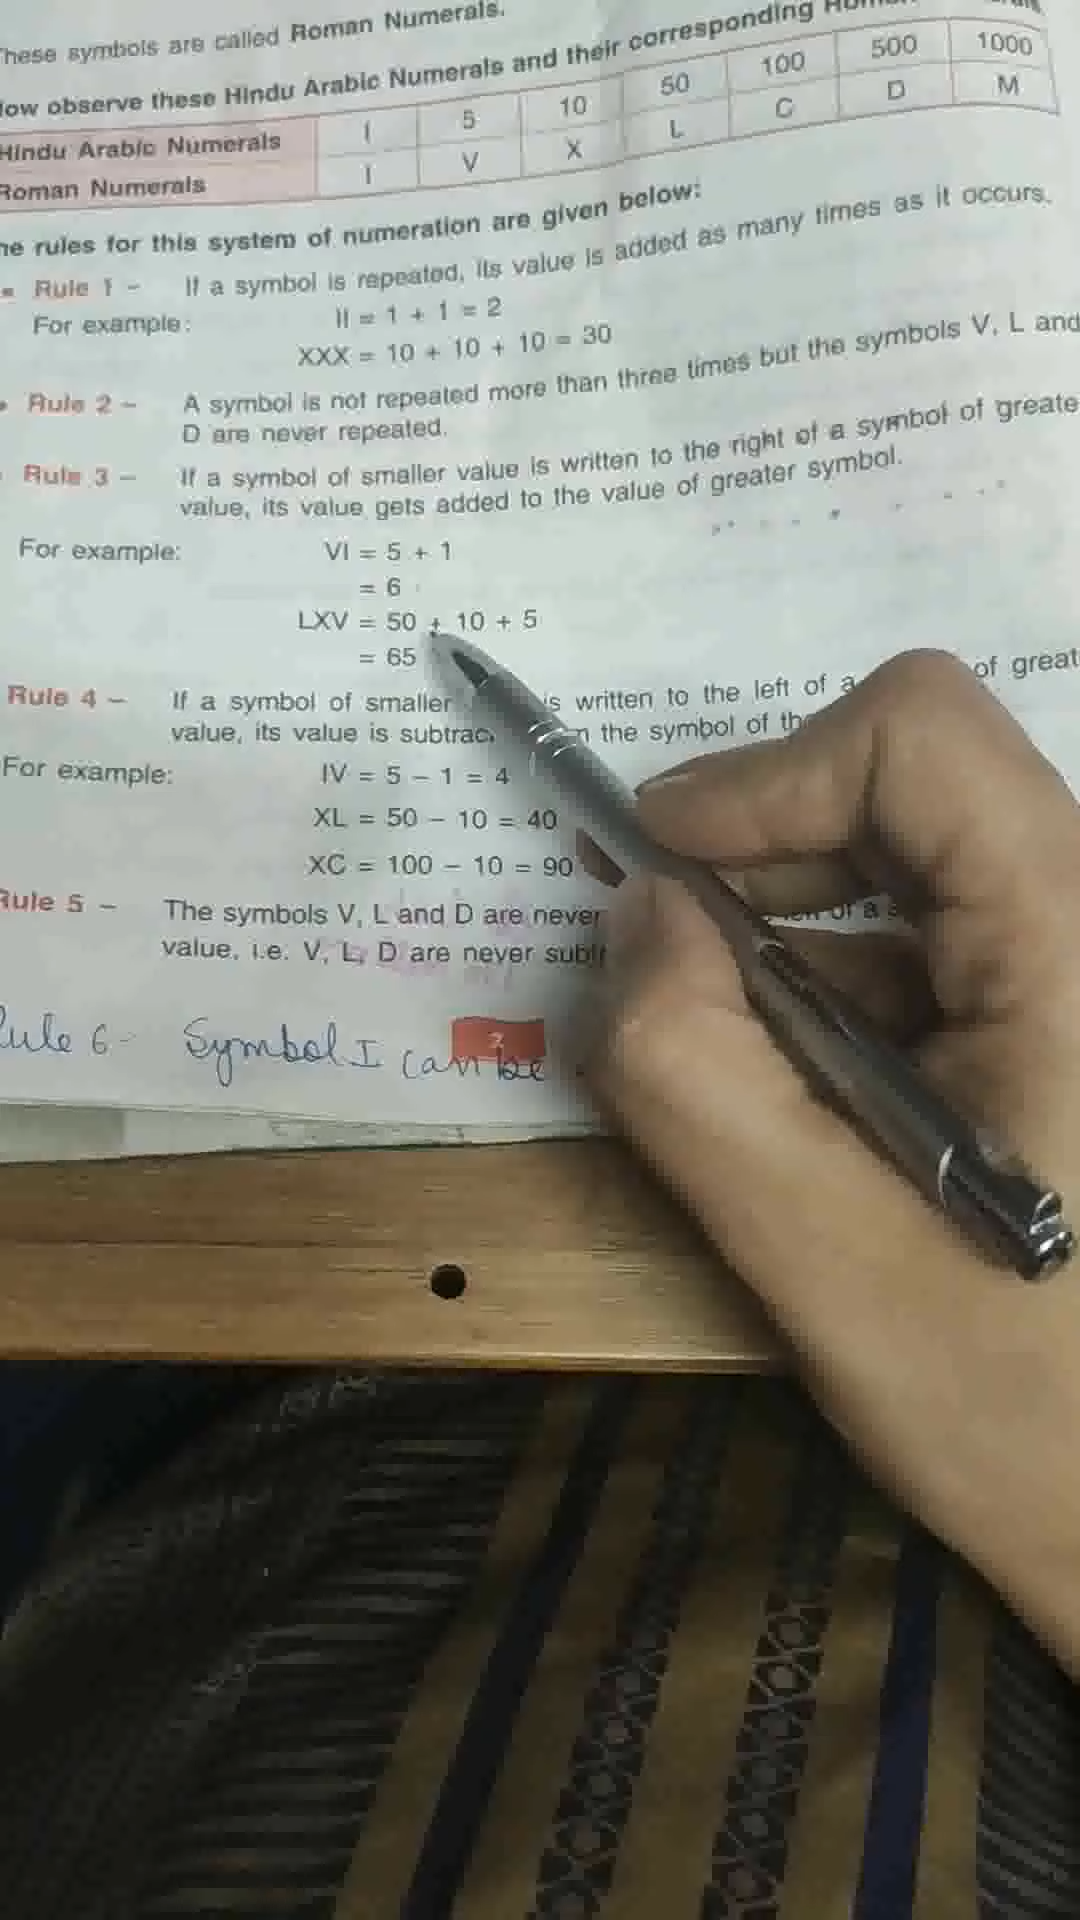 These symbols are called Roman Numerals.
Now observe these Hindu Arabic Numerals and their corresponding
Hindu Arabic Numerals 1 5 10 50 100 500 1000
Roman Numerals I V X L C D M
he rules for this system of numeration are given below:
Rule 1 – If a symbol is repeated, its value is added as many times as it occurs.
For example: II = 1 + 1 = 2
XXX = 10 + 10 + 10 = 30
Rule 2 – A symbol is not repeated more than three times but the symbols V, L and
D are never repeated.
Rule 3 – If a symbol of smaller value is written to the right of a symbol of greate
value, its value gets added to the value of greater symbol.
For example: VI = 5 + 1
= 6
LXV = 50 + 10 + 5
= 65
Rule 4 – If a symbol of smaller is written to the left of a of great
value, its value is subtrac the symbol of
For example: IV = 5 – 1 = 4
XL = 50 – 10 = 40
XC = 100 – 10 = 90
Rule 5 – The symbols V, L and D are never of a
value, i.e. V, L, D are never
Rule 6- Symbol I can be
2